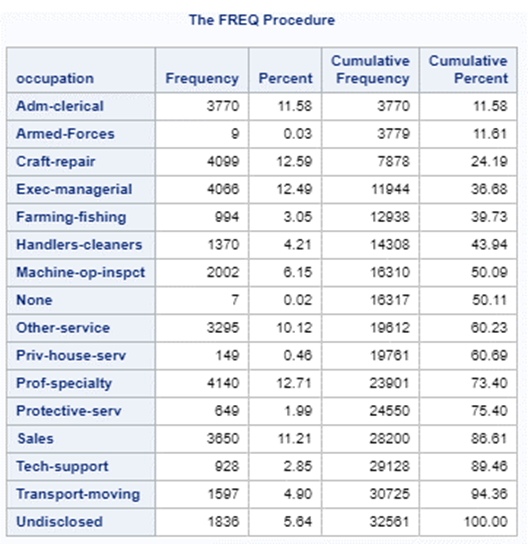 The FREQ Procedure
occupation Frequency Percent Cumulative Frequency Cumulative Percent
Adm-clerical 3770 11.58 3770 11.58
Armed-Forces 9 0.03 3779 11.61
Craft-repair 4099 12.59 7878 24.19
Exec-managerial 4066 12.49 11944 36.68
Farming-fishing 994 3.05 12938 39.73
Handlers-cleaners 1370 4.21 14308 43.94
Machine-op-inspct 2002 6.15 16310 50.09
None 7 0.02 16317 50.11
Other-service 3295 10.12 19612 60.23
Priv-house-serv 149 0.46 19761 60.69
Prof-specialty 4140 12.71 23901 73.40
Protective-serv 649 1.99 24550 75.40
Sales 3650 11.21 28200 86.61
Tech-support 928 2.85 29128 89.46
Transport-moving 1597 4.90 30725 94.36
Undisclosed 1836 5.64 32561 100.00